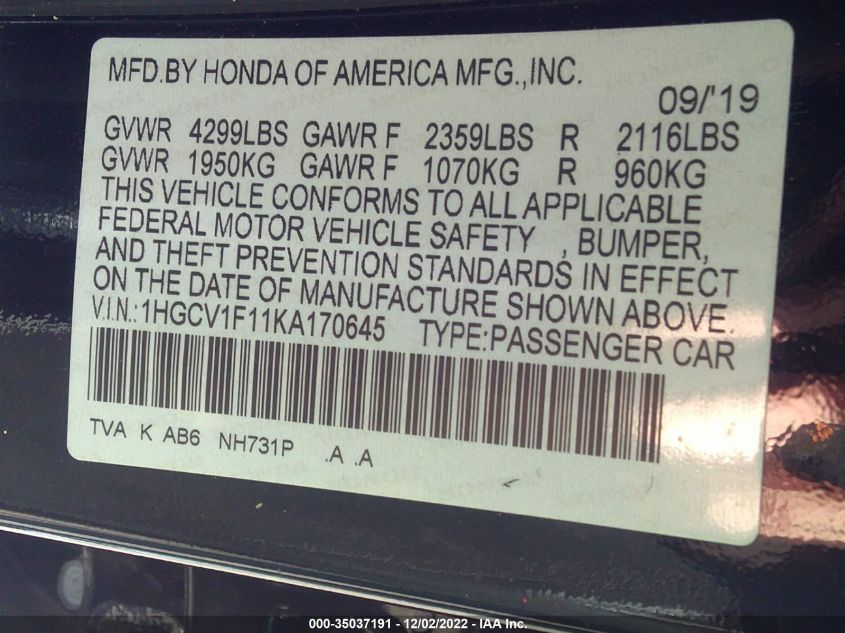 MFD.BY HONDA OF AMERICA MFG.,INC.
09/'19
GVWR 4299LBS GAWR F 2359LBS R 2116LBS
GVWR 1950KG GAWR F 1070KG R 960KG
THIS VEHICLE CONFORMS TO ALL APPLICABLE
FEDERAL MOTOR VEHICLE SAFETY , BUMPER,
AND THEFT PREVENTION STANDARDS IN EFFECT
ON THE DATE OF MANUFACTURE SHOWN ABOVE.
V.I.N.:1HGCV1F11KA170645 TYPE:PASSENGER CAR
TVA K AB6 NH731P .A .A
000-35037191 - 12/02/2022 - IAA Inc.